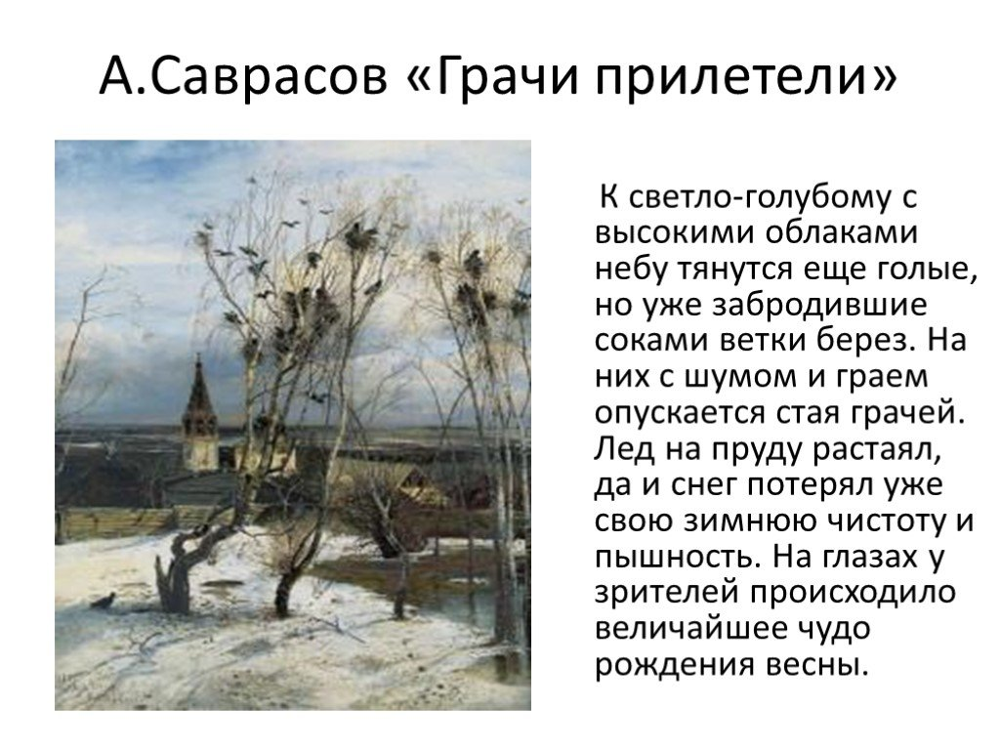 А.Саврасов «Грачи прилетели»
К светло-голубому с
высокими облаками
небу тянутся еще голые,
но уже забродившие
соками ветки берез. На
них с шумом и граем
опускается стая грачей.
Лед на пруду растаял,
да и снег потерял уже
свою зимнюю чистоту и
пышность. На глазах у
зрителей происходило
величайшее чудо
рождения весны.